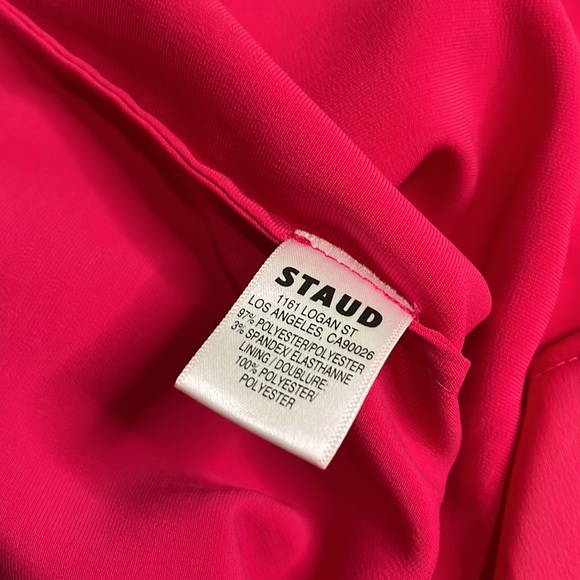 STAUD
1161 LOGAN ST
LOS ANGELES, CA90026
97% POLYESTER/POLYESTER
3% SPANDEX/ ELASTHANNE
LINING / DOUBLURE:
100% POLYESTER/
POLYESTER